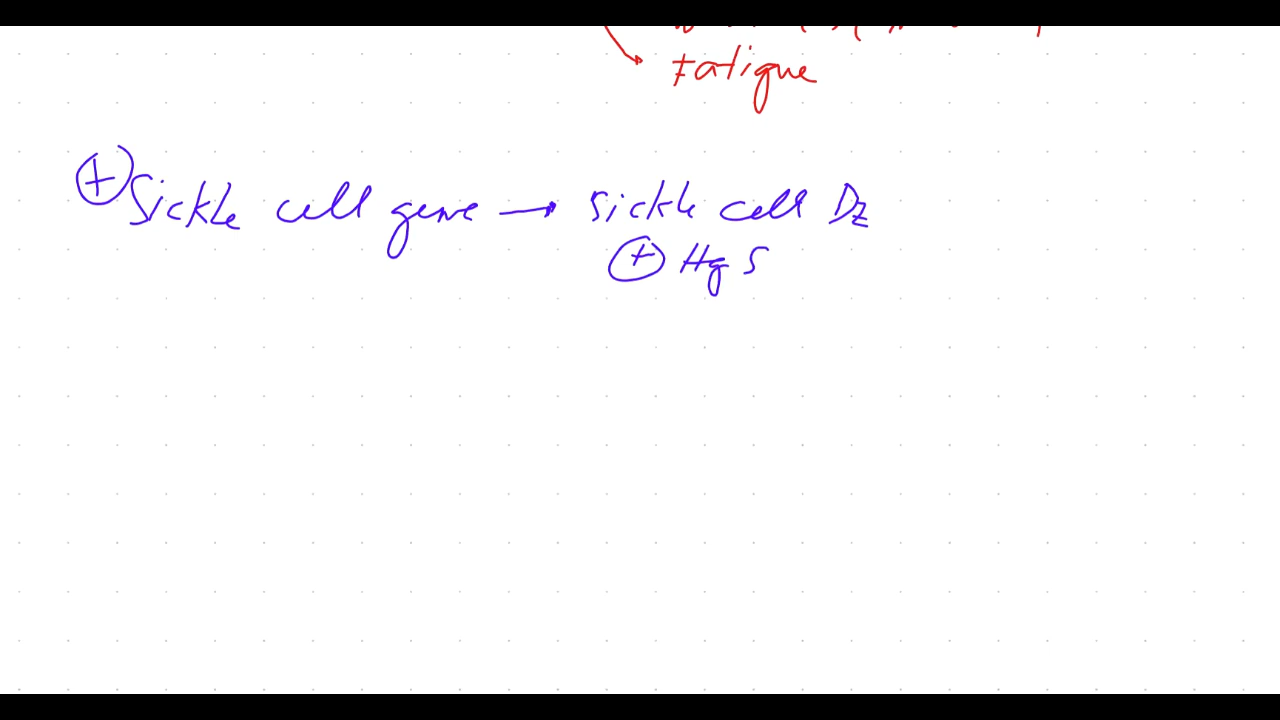 Fatigue
⊕ Sickle cell gene → Sickle cell Dz
⊕ Hg S